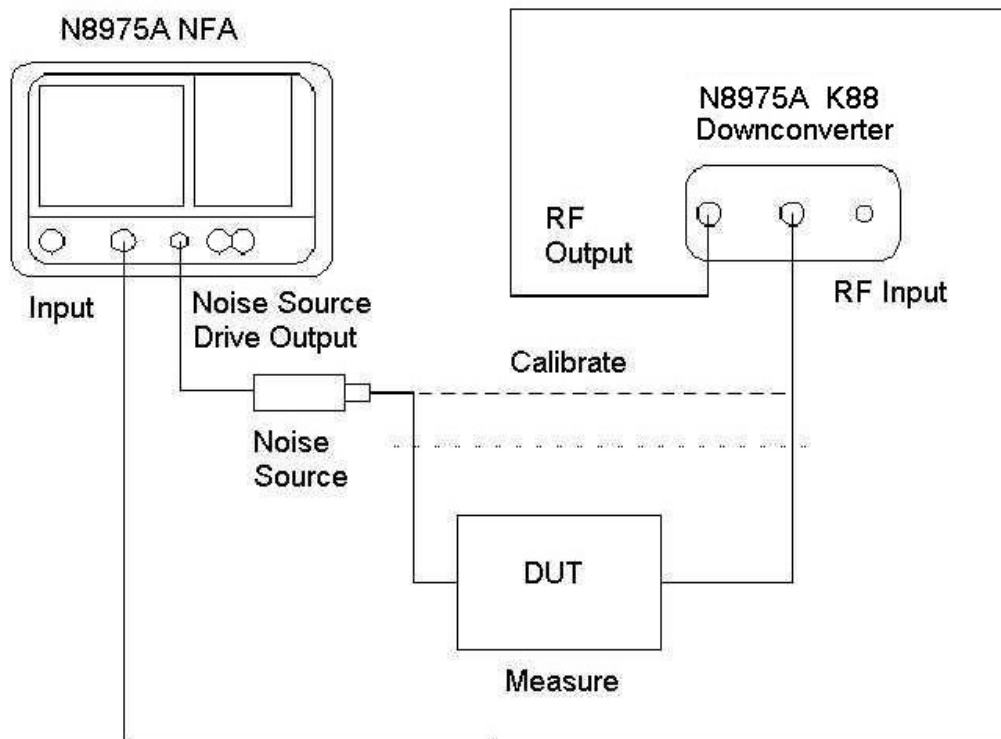 N8975A NFA
N8975A K88
Downconverter
RF
Output
RF Input
Input
Noise Source
Drive Output
Calibrate
Noise
Source
DUT
Measure